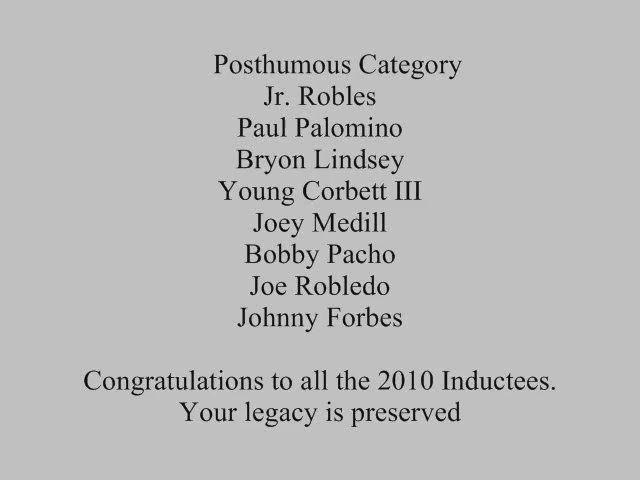 Posthumous Category
Jr. Robles
Paul Palomino
Bryon Lindsey
Young Corbett III
Joey Medill
Bobby Pacho
Joe Robledo
Johnny Forbes
Congratulations to all the 2010 Inductees.
Your legacy is preserved